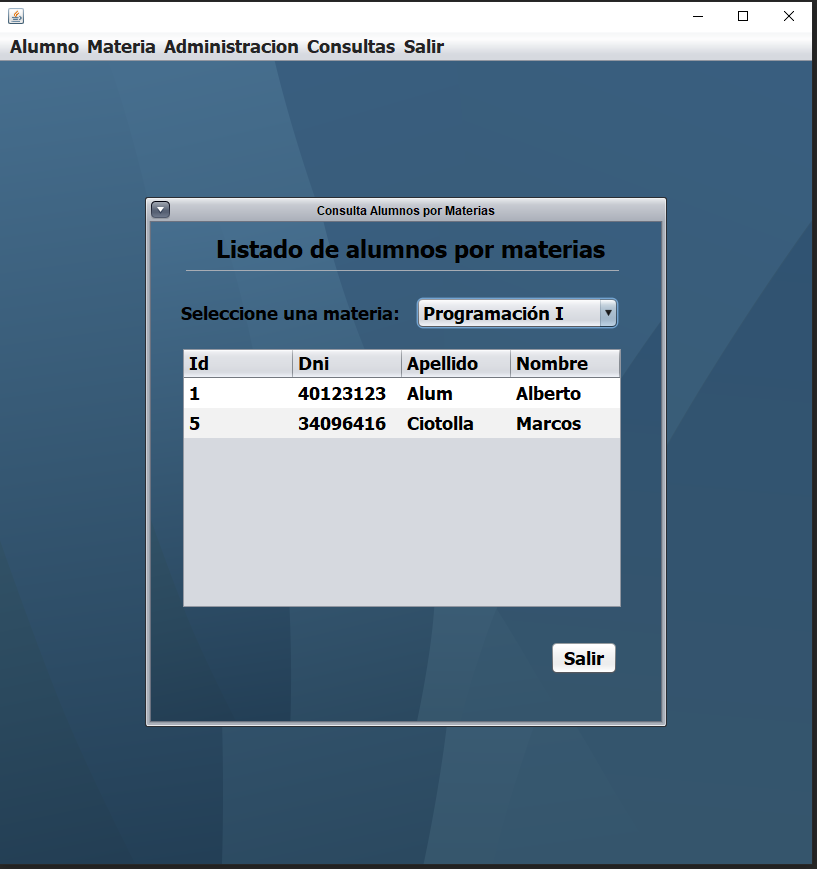 Alumno Materia Administracion Consultas Salir
Consulta Alumnos por Materias
Listado de alumnos por materias
Seleccione una materia: Programación I
Id Dni Apellido Nombre
1 40123123 Alum Alberto
5 34096416 Ciotolla Marcos
Salir